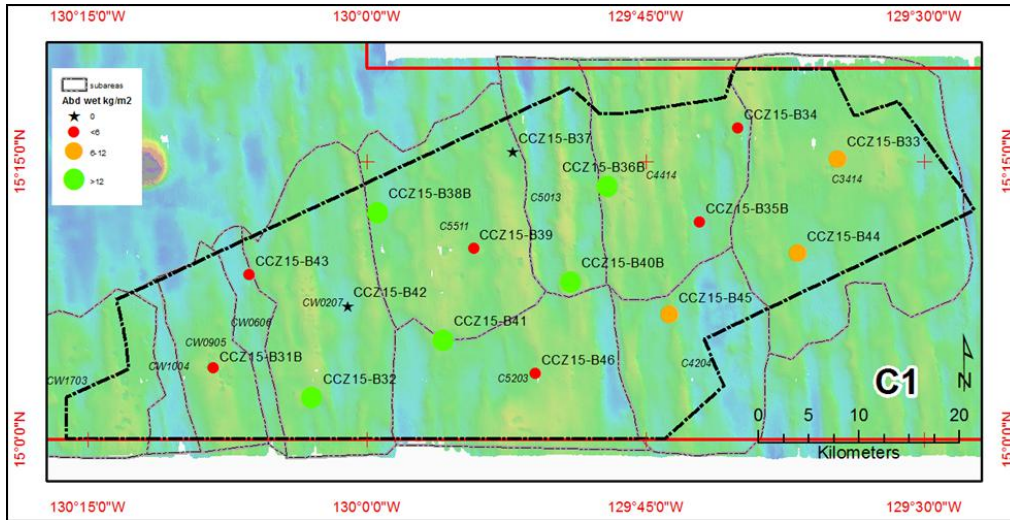 130°15'0"W 130°0'0"W 129°45'0"W 129°30'0"W
subareas
Abd wet kg/m2
0
<6
6-12
>12
15°15'0"N
15°15'0"N
CCZ15-B34
CCZ15-B37
CCZ15-B33
CCZ15-B36B
C4414
C3414
C5013
CCZ15-B38B
C5511
CCZ15-B35B
CCZ15-B39
CCZ15-B44
CCZ15-B43
CCZ15-B40B
CCZ15-B42
CW0207
CCZ15-B45
CW0606
CCZ15-B41
CW0905
CCZ15-B31B
CW1004
CCZ15-B46
C5203
C4204
CW1703
CCZ15-B32
C1
N
0 5 10 20
Kilometers
15°0'0"N
15°0'0"N
130°15'0"W 130°0'0"W 129°45'0"W 129°30'0"W